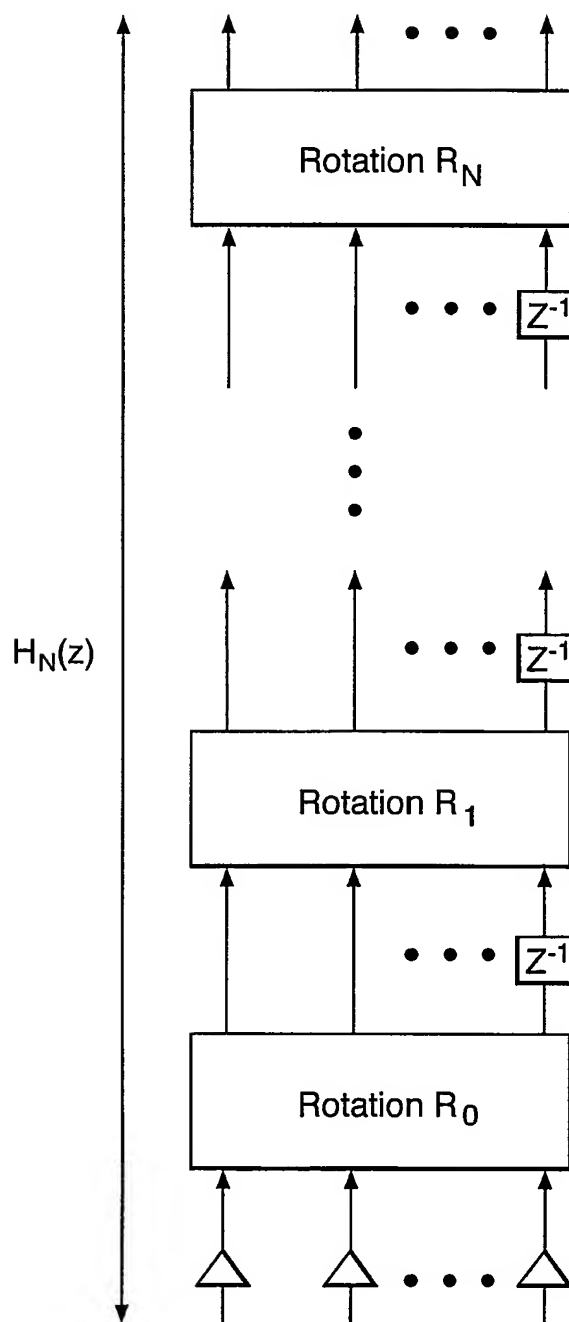 Rotation R_N
Z^-1
Z^-1
H_N(z)
Rotation R_1
Z^-1
Rotation R_0